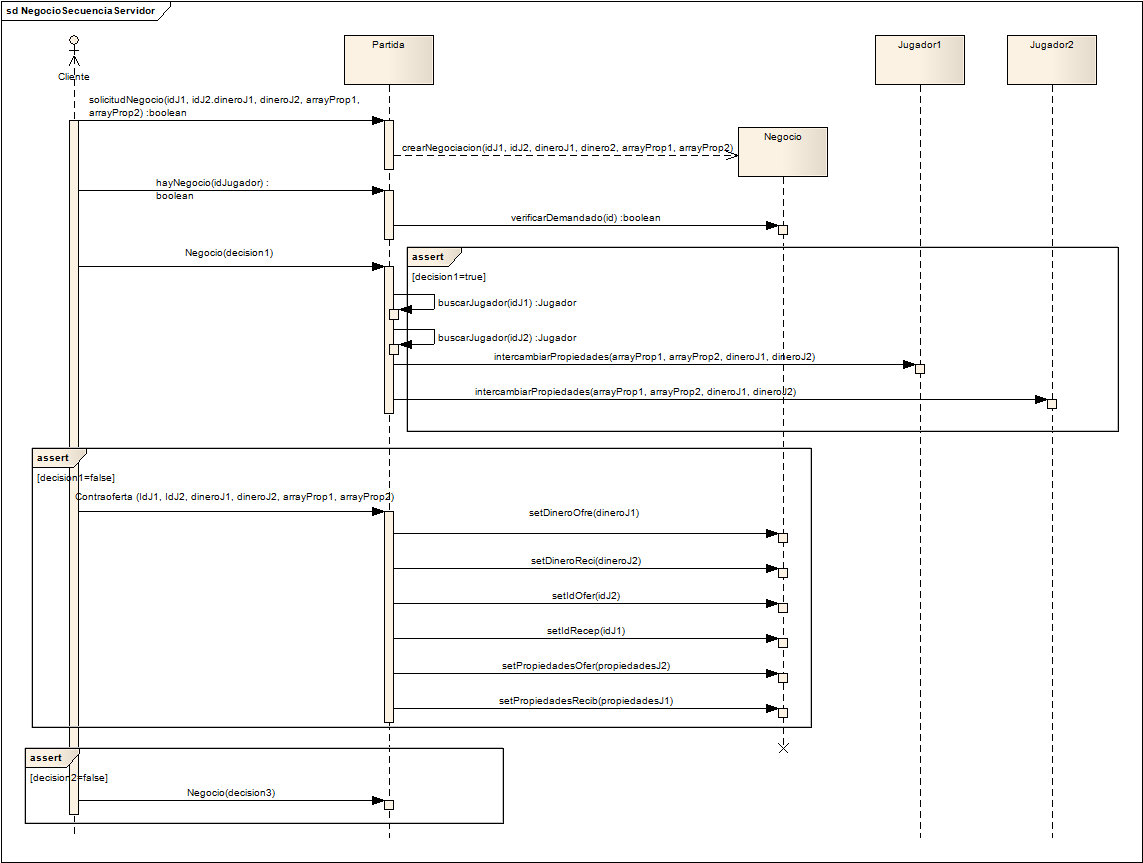 sd NegocioSecuenciaServidor
Cliente
Partida
Jugador1
Jugador2
solicitudNegocio(idJ1, idJ2.dineroJ1, dineroJ2, arrayProp1,
arrayProp2) :boolean
Negocio
crearNegociacion(idJ1, idJ2, dineroJ1, dinero2, arrayProp1, arrayProp2)
hayNegocio(idJugador) :
boolean
verificarDemandado(id) :boolean
Negocio(decision1)
assert
[decision1=true]
buscarJugador(idJ1) :Jugador
buscarJugador(idJ2) :Jugador
intercambiarPropiedades(arrayProp1, arrayProp2, dineroJ1, dineroJ2)
intercambiarPropiedades(arrayProp1, arrayProp2, dineroJ1, dineroJ2)
assert
[decision1=false]
Contraoferta (IdJ1, IdJ2, dineroJ1, dineroJ2, arrayProp1, arrayProp2)
setDineroOfre(dineroJ1)
setDineroReci(dineroJ2)
setIdOfer(idJ2)
setIdRecep(idJ1)
setPropiedadesOfer(propiedadesJ2)
setPropiedadesRecib(propiedadesJ1)
assert
[decision2=false]
Negocio(decision3)